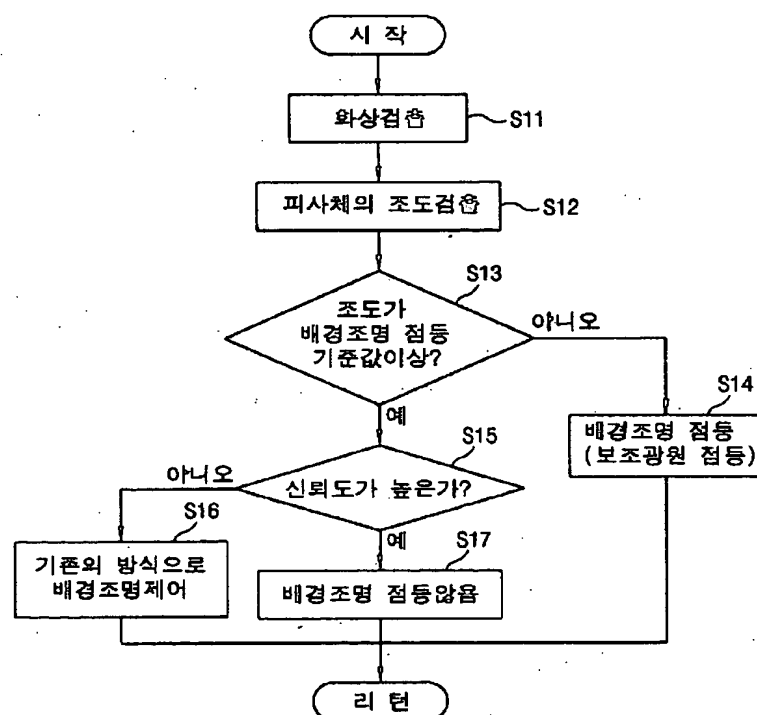 시 작
화상검출
S11
피사체의 조도검출
S12
S13
조도가
배경조명 점등
기준값이상?
아니오
예
S14
배경조명 점등
(보조광원 점등)
S15
신뢰도가 높은가?
아니오
예
S16
기존의 방식으로
배경조명제어
S17
배경조명 점등않음
리 턴